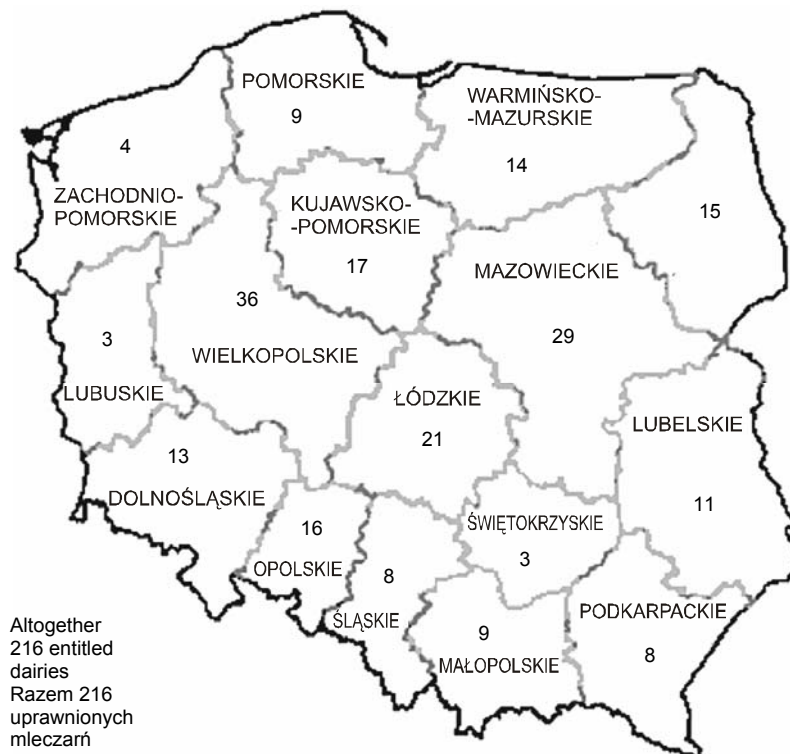 POMORSKIE
9
WARMIŃSKO-
-MAZURSKIE
14
4
ZACHODNIO-
POMORSKIE
KUJAWSKO-
-POMORSKIE
17
15
MAZOWIECKIE
29
36
WIELKOPOLSKIE
3
LUBUSKIE
ŁÓDZKIE
21
LUBELSKIE
11
13
DOLNOŚLĄSKIE
16
OPOLSKIE
8
ŚLĄSKIE
ŚWIĘTOKRZYSKIE
3
9
MAŁOPOLSKIE
PODKARPACKIE
8
Altogether
216 entitled
dairies
Razem 216
uprawnionych
mleczarń